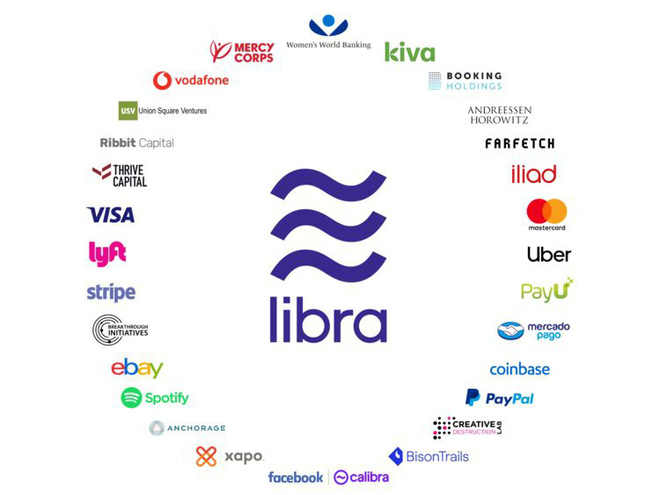 Women's World Banking
MERCY
CORPS
kiva
vodafone
BOOKING
HOLDINGS
USV Union Square Ventures
ANDREESSEN
HOROWITZ
Ribbit Capital
FARFETCH
THRIVE
CAPITAL
iliad
VISA
mastercard
lyft
Uber
stripe
PayU
BREAKTHROUGH
INITIATIVES
mercado
pago
libra
ebay
coinbase
Spotify
PayPal
ANCHORAGE
CREATIVE
DESTRUCTION
LAB
xapo
BisonTrails
facebook calibra